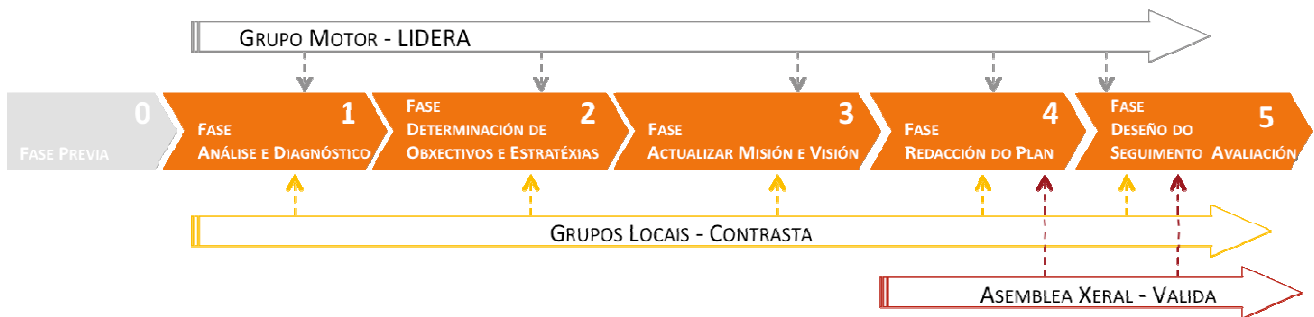 GRUPO MOTOR - LIDERA
0
FASE PREVIA
1
FASE
ANÁLISE E DIAGNÓSTICO
2
FASE
DETERMINACIÓN DE
OBXECTIVOS E ESTRATÉXIAS
3
FASE
ACTUALIZAR MISIÓN E VISIÓN
4
FASE
REDACCIÓN DO PLAN
5
FASE
DESEÑO DO
SEGUIMENTO AVALIACIÓN
GRUPOS LOCAIS - CONTRASTA
ASEMBLEA XERAL - VALIDA